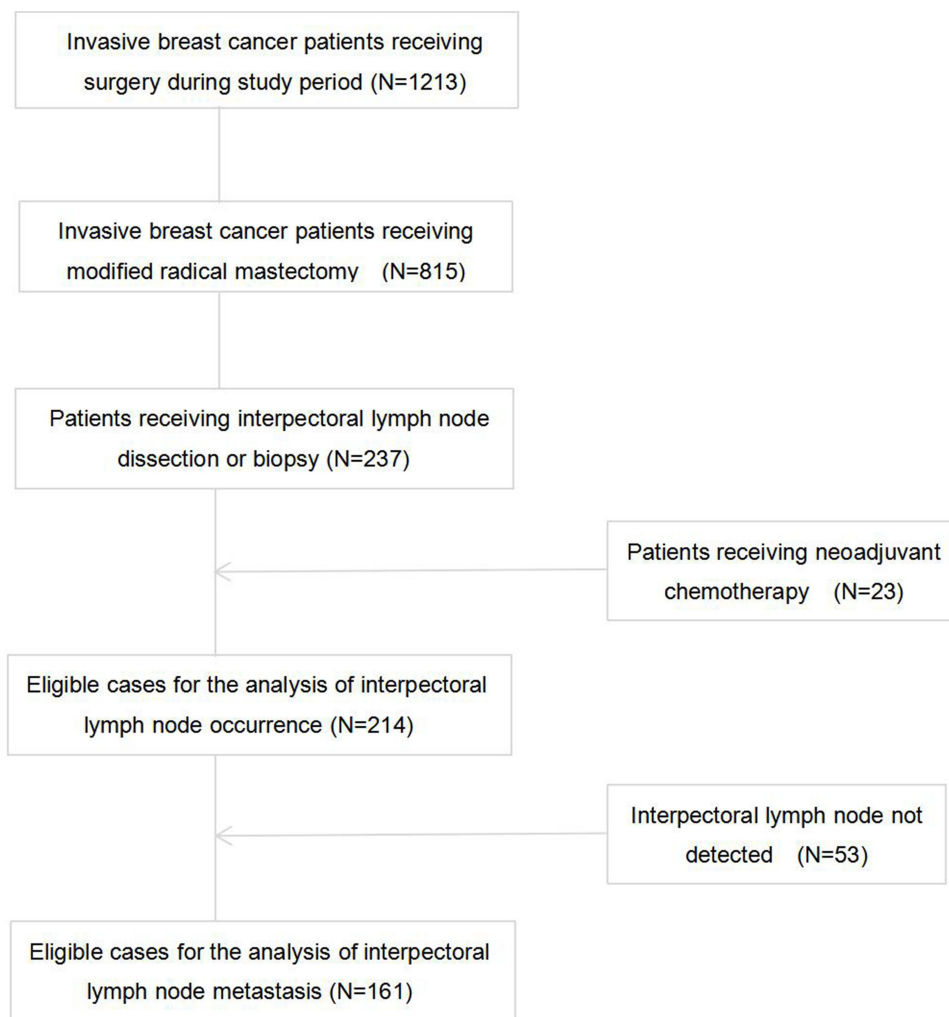 Invasive breast cancer patients receiving
surgery during study period (N=1213)
Invasive breast cancer patients receiving
modified radical mastectomy (N=815)
Patients receiving interpectoral lymph node
dissection or biopsy (N=237)
Patients receiving neoadjuvant
chemotherapy (N=23)
Eligible cases for the analysis of interpectoral
lymph node occurrence (N=214)
Interpectoral lymph node not
detected (N=53)
Eligible cases for the analysis of interpectoral
lymph node metastasis (N=161)